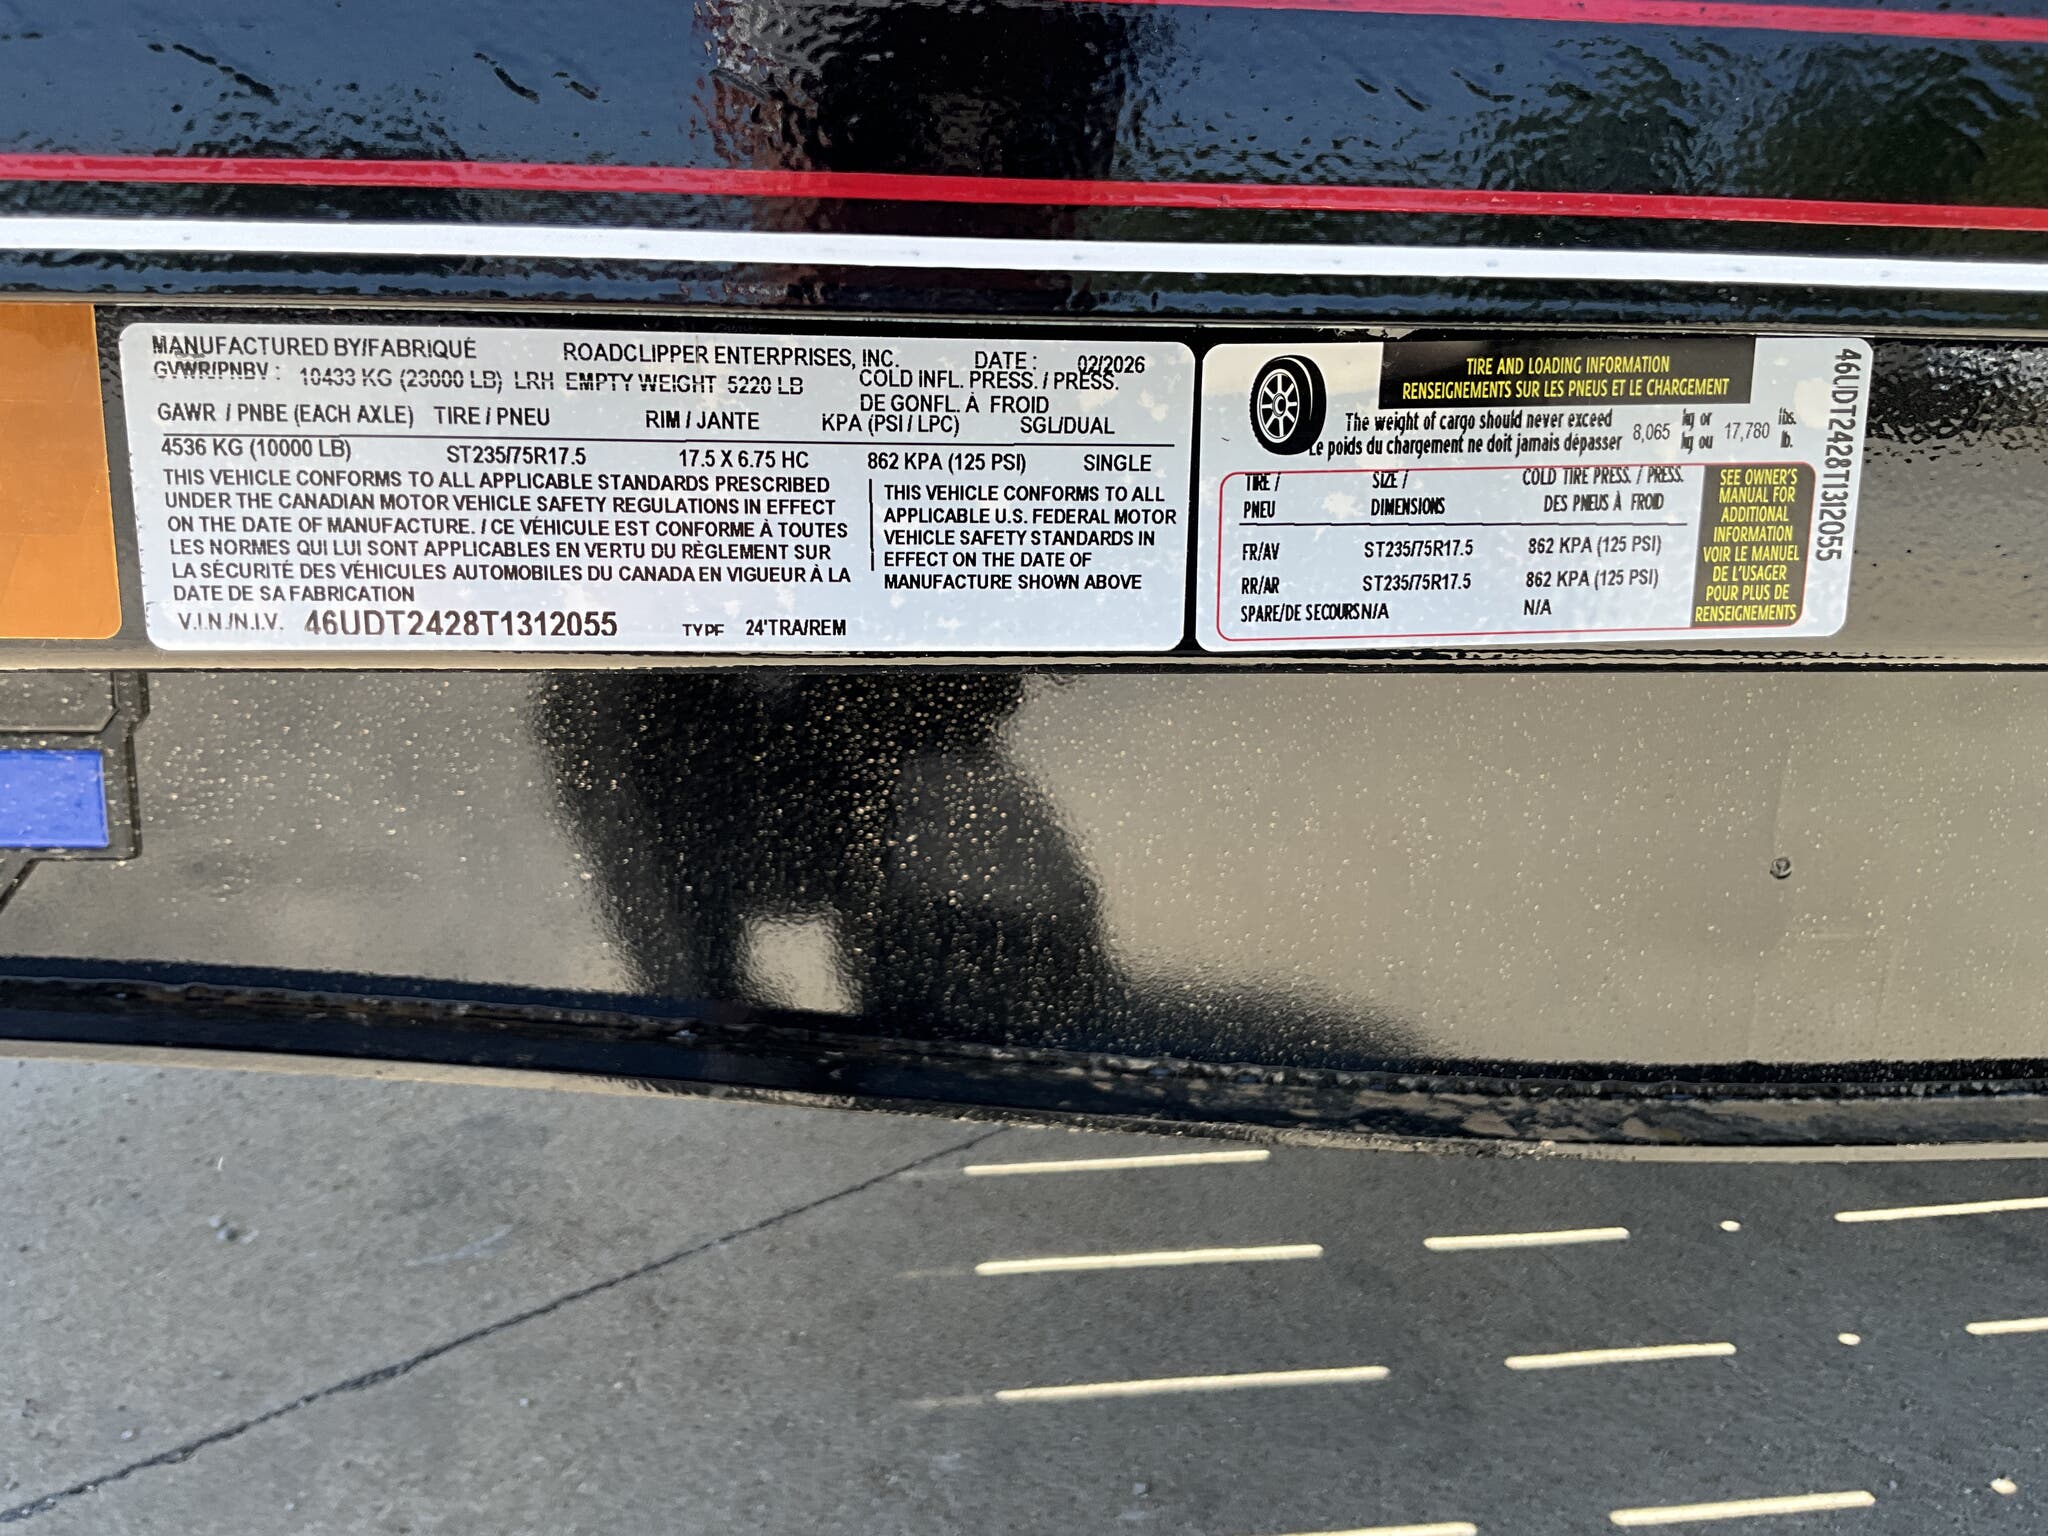 MANUFACTURED BY/FABRIQUÉ ROADCLIPPER ENTERPRISES, INC. DATE : 02/2026
GVWR/PNBV : 10433 KG (23000 LB) LRH EMPTY WEIGHT 5220 LB
COLD INFL. PRESS. / PRESS.
DE GONFL. À FROID
GAWR / PNBE (EACH AXLE) TIRE / PNEU RIM / JANTE KPA (PSI / LPC) SGL/DUAL
4536 KG (10000 LB) ST235/75R17.5 17.5 X 6.75 HC 862 KPA (125 PSI) SINGLE
THIS VEHICLE CONFORMS TO ALL APPLICABLE STANDARDS PRESCRIBED
UNDER THE CANADIAN MOTOR VEHICLE SAFETY REGULATIONS IN EFFECT
ON THE DATE OF MANUFACTURE. / CE VÉHICULE EST CONFORME À TOUTES
LES NORMES QUI LUI SONT APPLICABLES EN VERTU DU RÈGLEMENT SUR
LA SÉCURITÉ DES VÉHICULES AUTOMOBILES DU CANADA EN VIGUEUR À LA
DATE DE SA FABRICATION
THIS VEHICLE CONFORMS TO ALL
APPLICABLE U.S. FEDERAL MOTOR
VEHICLE SAFETY STANDARDS IN
EFFECT ON THE DATE OF
MANUFACTURE SHOWN ABOVE
V.I.N./N.I.V. 46UDT2428T1312055 TYPE 24'TRA/REM
TIRE AND LOADING INFORMATION
RENSEIGNEMENTS SUR LES PNEUS ET LE CHARGEMENT
The weight of cargo should never exceed 8,065 kg or 17,780 lbs.
Le poids du chargement ne doit jamais dépasser kg ou lb.
TIRE / SIZE / COLD TIRE PRESS. / PRESS.
PNEU DIMENSIONS DES PNEUS À FROID
FR/AV ST235/75R17.5 862 KPA (125 PSI)
RR/AR ST235/75R17.5 862 KPA (125 PSI)
SPARE/DE SECOURS N/A N/A
SEE OWNER'S
MANUAL FOR
ADDITIONAL
INFORMATION
VOIR LE MANUEL
DE L'USAGER
POUR PLUS DE
RENSEIGNEMENTS
46UDT2428T1312055